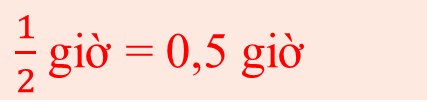 1/2 giờ = 0,5 giờ